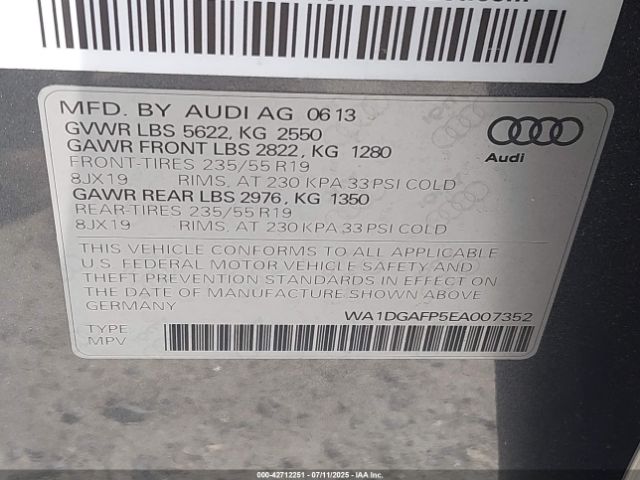 MFD. BY AUDI AG 0613
GVWR LBS 5622, KG 2550
GAWR FRONT LBS 2822, KG 1280
FRONT-TIRES 235/55 R19
8JX19 RIMS, AT 230 KPA 33 PSI COLD
GAWR REAR LBS 2976, KG 1350
REAR-TIRES 235/55 R19
8JX19 RIMS, AT 230 KPA 33 PSI COLD
Audi
THIS VEHICLE CONFORMS TO ALL APPLICABLE
U.S. FEDERAL MOTOR VEHICLE SAFETY AND
THEFT PREVENTION STANDARDS IN EFFECT ON
THE DATE OF MANUFACTURE SHOWN ABOVE
GERMANY
WA1DGAFP5EA007352
TYPE:
MPV
000-42712251 - 07/11/2025 - IAA Inc.